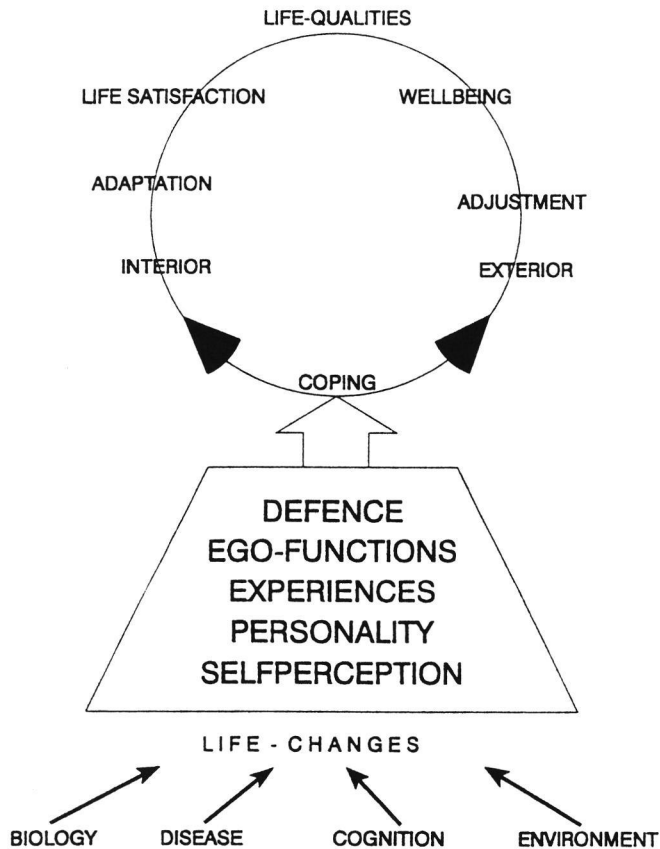 LIFE-QUALITIES
LIFE SATISFACTION
WELLBEING
ADAPTATION
ADJUSTMENT
INTERIOR
EXTERIOR
COPING
DEFENCE
EGO-FUNCTIONS
EXPERIENCES
PERSONALITY
SELFPERCEPTION
LIFE - CHANGES
BIOLOGY
DISEASE
COGNITION
ENVIRONMENT